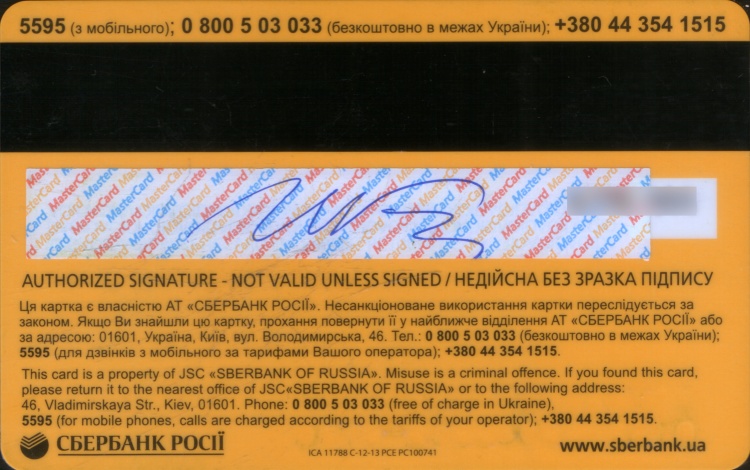 5595 (з мобільного); 0 800 5 03 033 (безкоштовно в межах України); +380 44 354 1515
MasterCard MasterCard MasterCard MasterCard MasterCard MasterCard
AUTHORIZED SIGNATURE - NOT VALID UNLESS SIGNED / НЕДІЙСНА БЕЗ ЗРАЗКА ПІДПИСУ
Ця картка є власністю АТ «СБЕРБАНК РОСІЇ». Несанкціоноване використання картки переслідується за
законом. Якщо Ви знайшли цю картку, прохання повернути її у найближче відділення АТ «СБЕРБАНК РОСІЇ» або
за адресою: 01601, Україна, Київ, вул. Володимирська, 46. Тел.: 0 800 5 03 033 (безкоштовно в межах України);
5595 (для дзвінків з мобільного за тарифами Вашого оператора); +380 44 354 1515.
This card is a property of JSC «SBERBANK OF RUSSIA». Misuse is a criminal offence. If you found this card,
please return it to the nearest office of JSC«SBERBANK OF RUSSIA» or to the following address:
46, Vladimirskaya Str., Kiev, 01601. Phone: 0 800 5 03 033 (free of charge in Ukraine),
5595 (for mobile phones, calls are charged according to the tariffs of your operator); +380 44 354 1515.
СБЕРБАНК РОСІЇ
ICA 11788 C-12-13 PCE PC100741
www.sberbank.ua